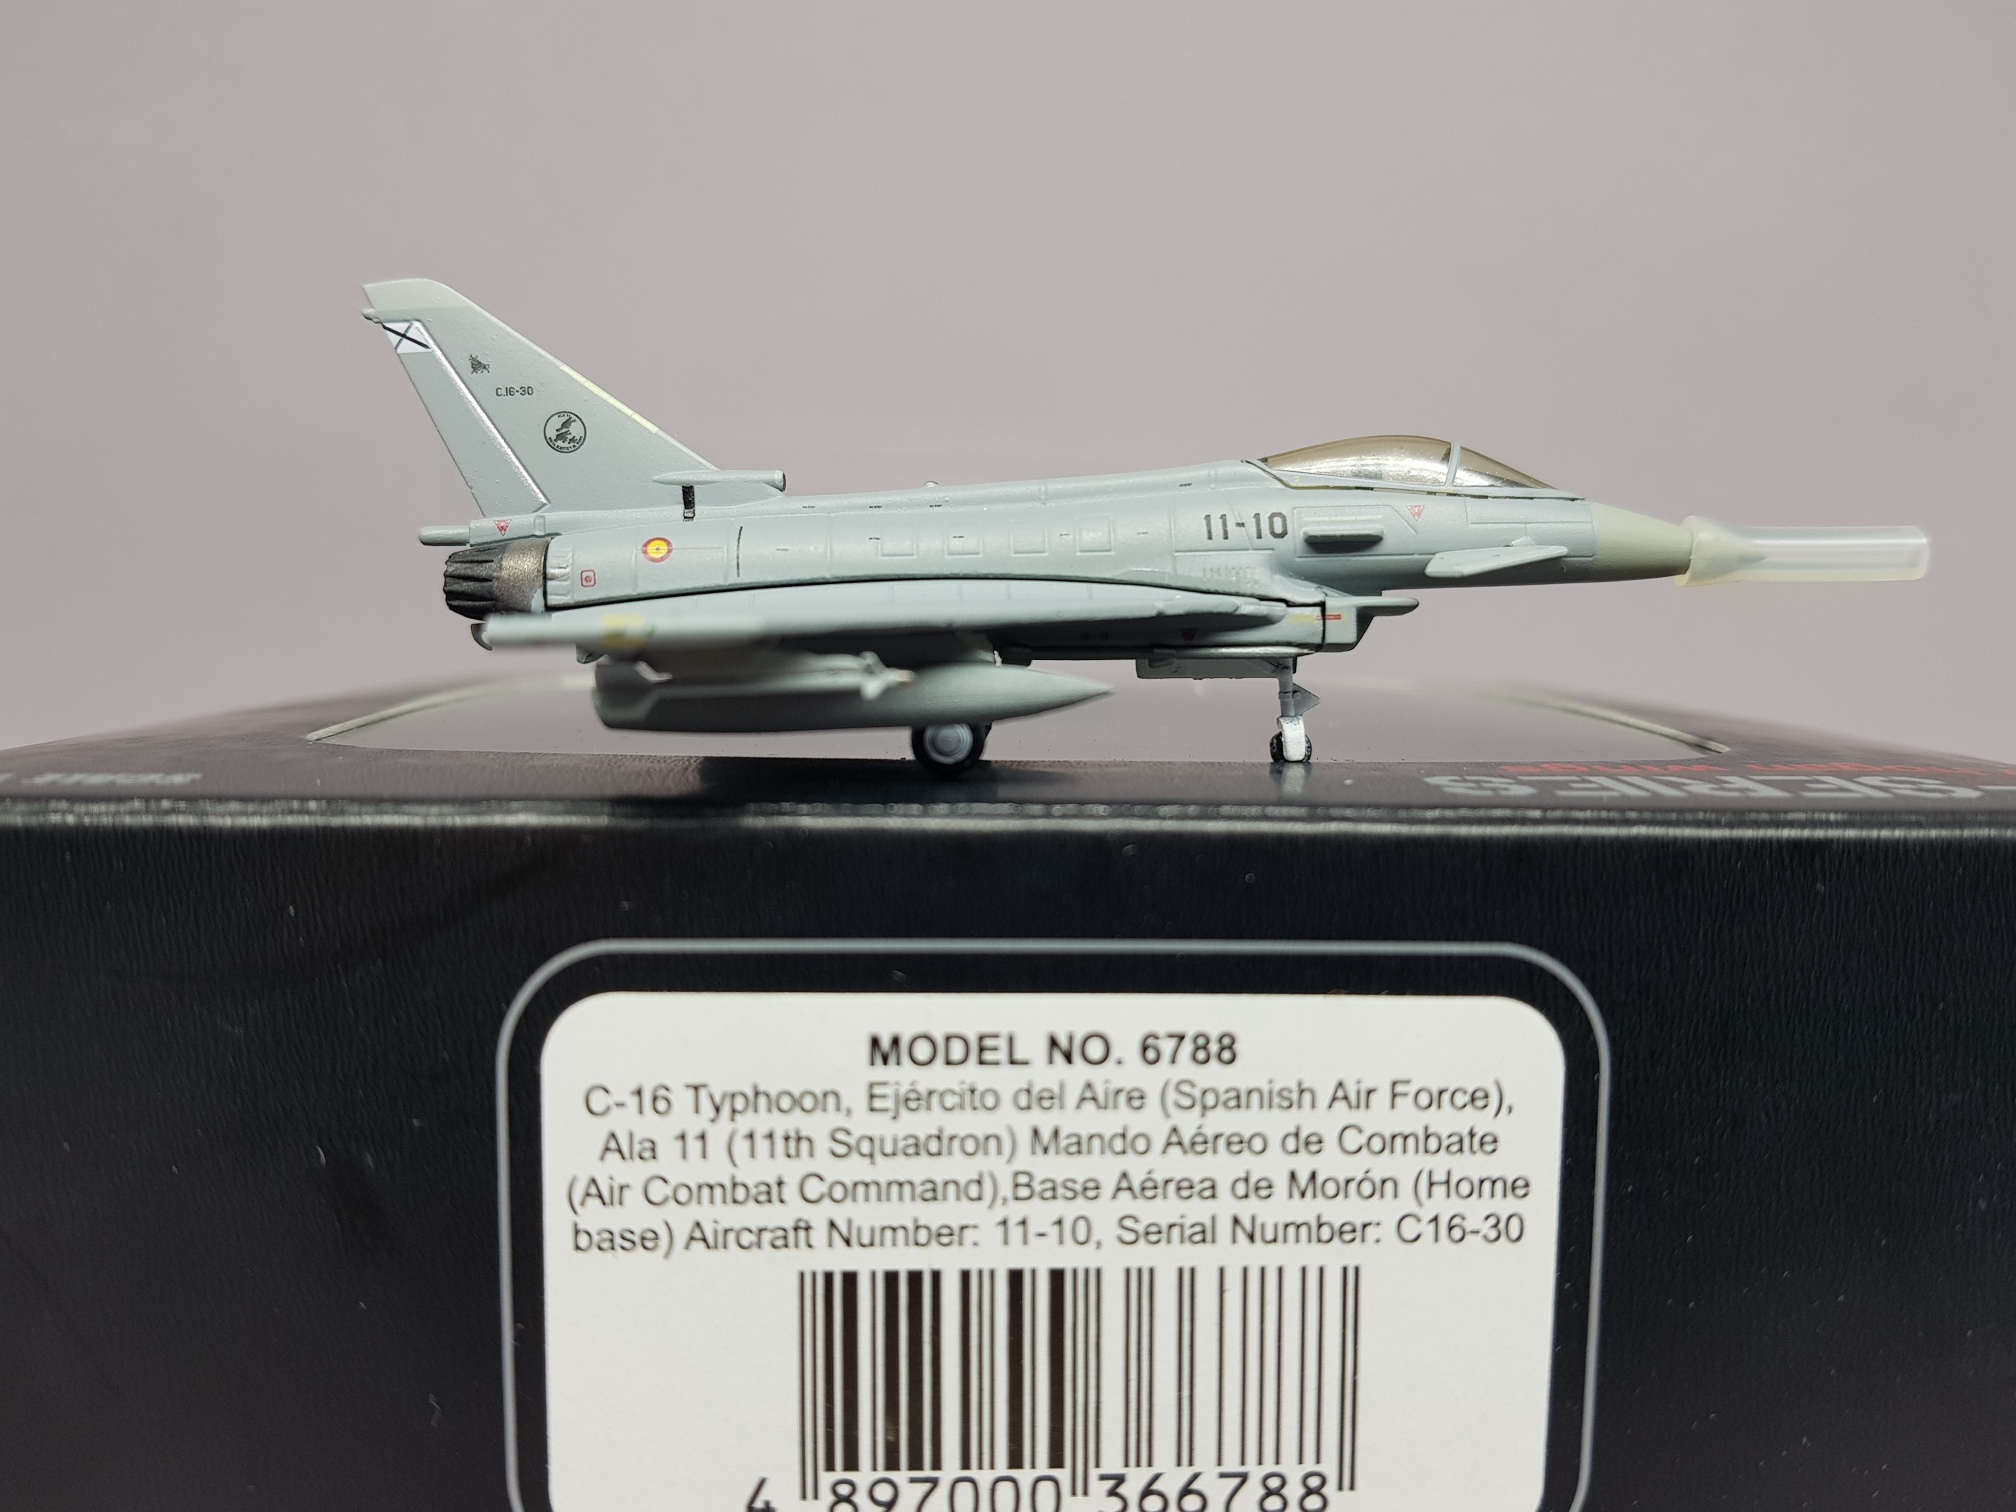 C.16-30
11-10
SERIES
MODEL NO. 6788
C-16 Typhoon, Ejército del Aire (Spanish Air Force),
Ala 11 (11th Squadron) Mando Aéreo de Combate
(Air Combat Command),Base Aérea de Morón (Home
base) Aircraft Number: 11-10, Serial Number: C16-30
4 897000 366788